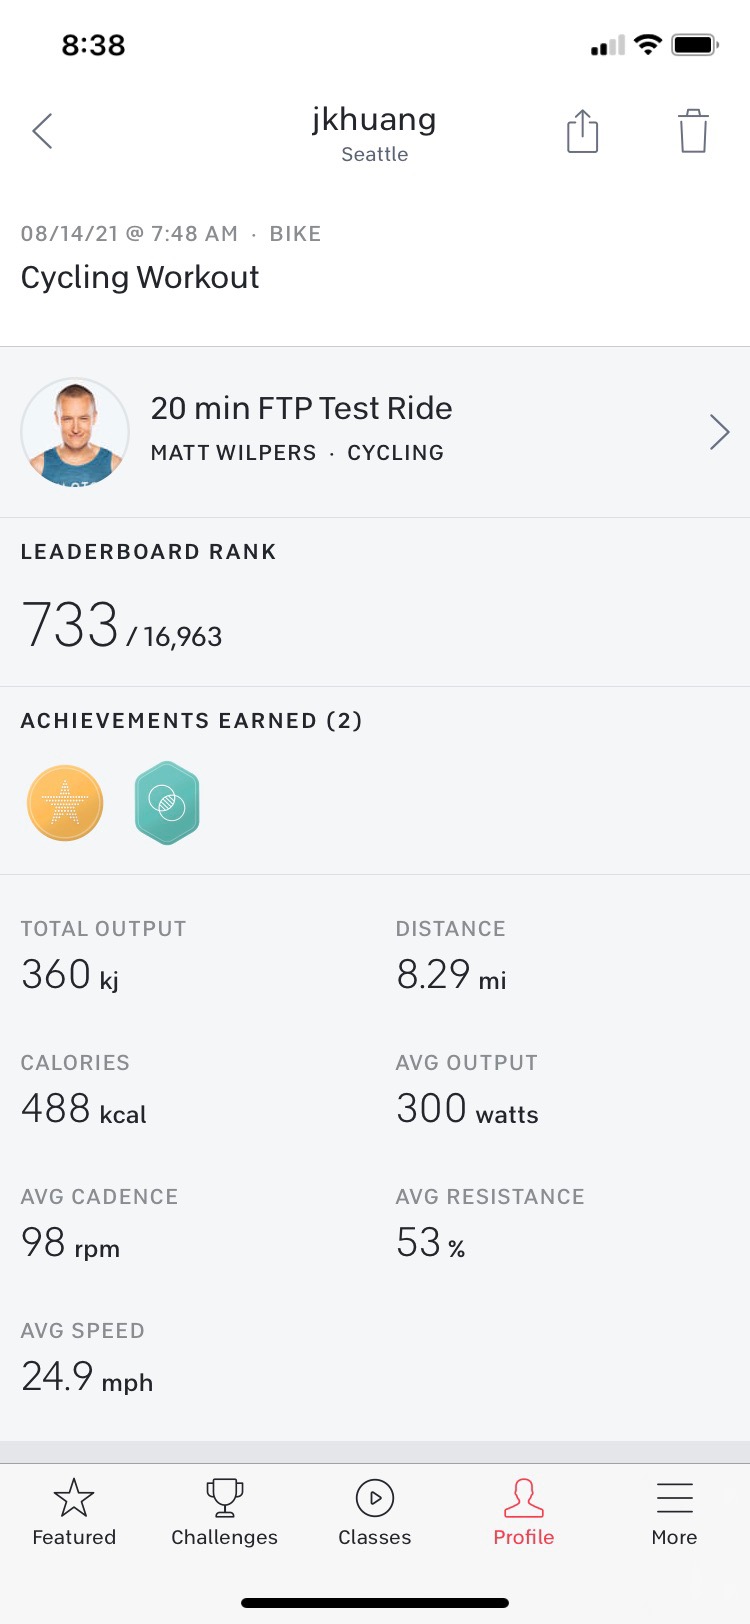 8:38
jkhuang
Seattle
08/14/21 @ 7:48 AM · BIKE
Cycling Workout
20 min FTP Test Ride
MATT WILPERS · CYCLING
LEADERBOARD RANK
733 / 16,963
ACHIEVEMENTS EARNED (2)
TOTAL OUTPUT DISTANCE
360 kj 8.29 mi
CALORIES AVG OUTPUT
488 kcal 300 watts
AVG CADENCE AVG RESISTANCE
98 rpm 53 %
AVG SPEED
24.9 mph
Featured Challenges Classes Profile More